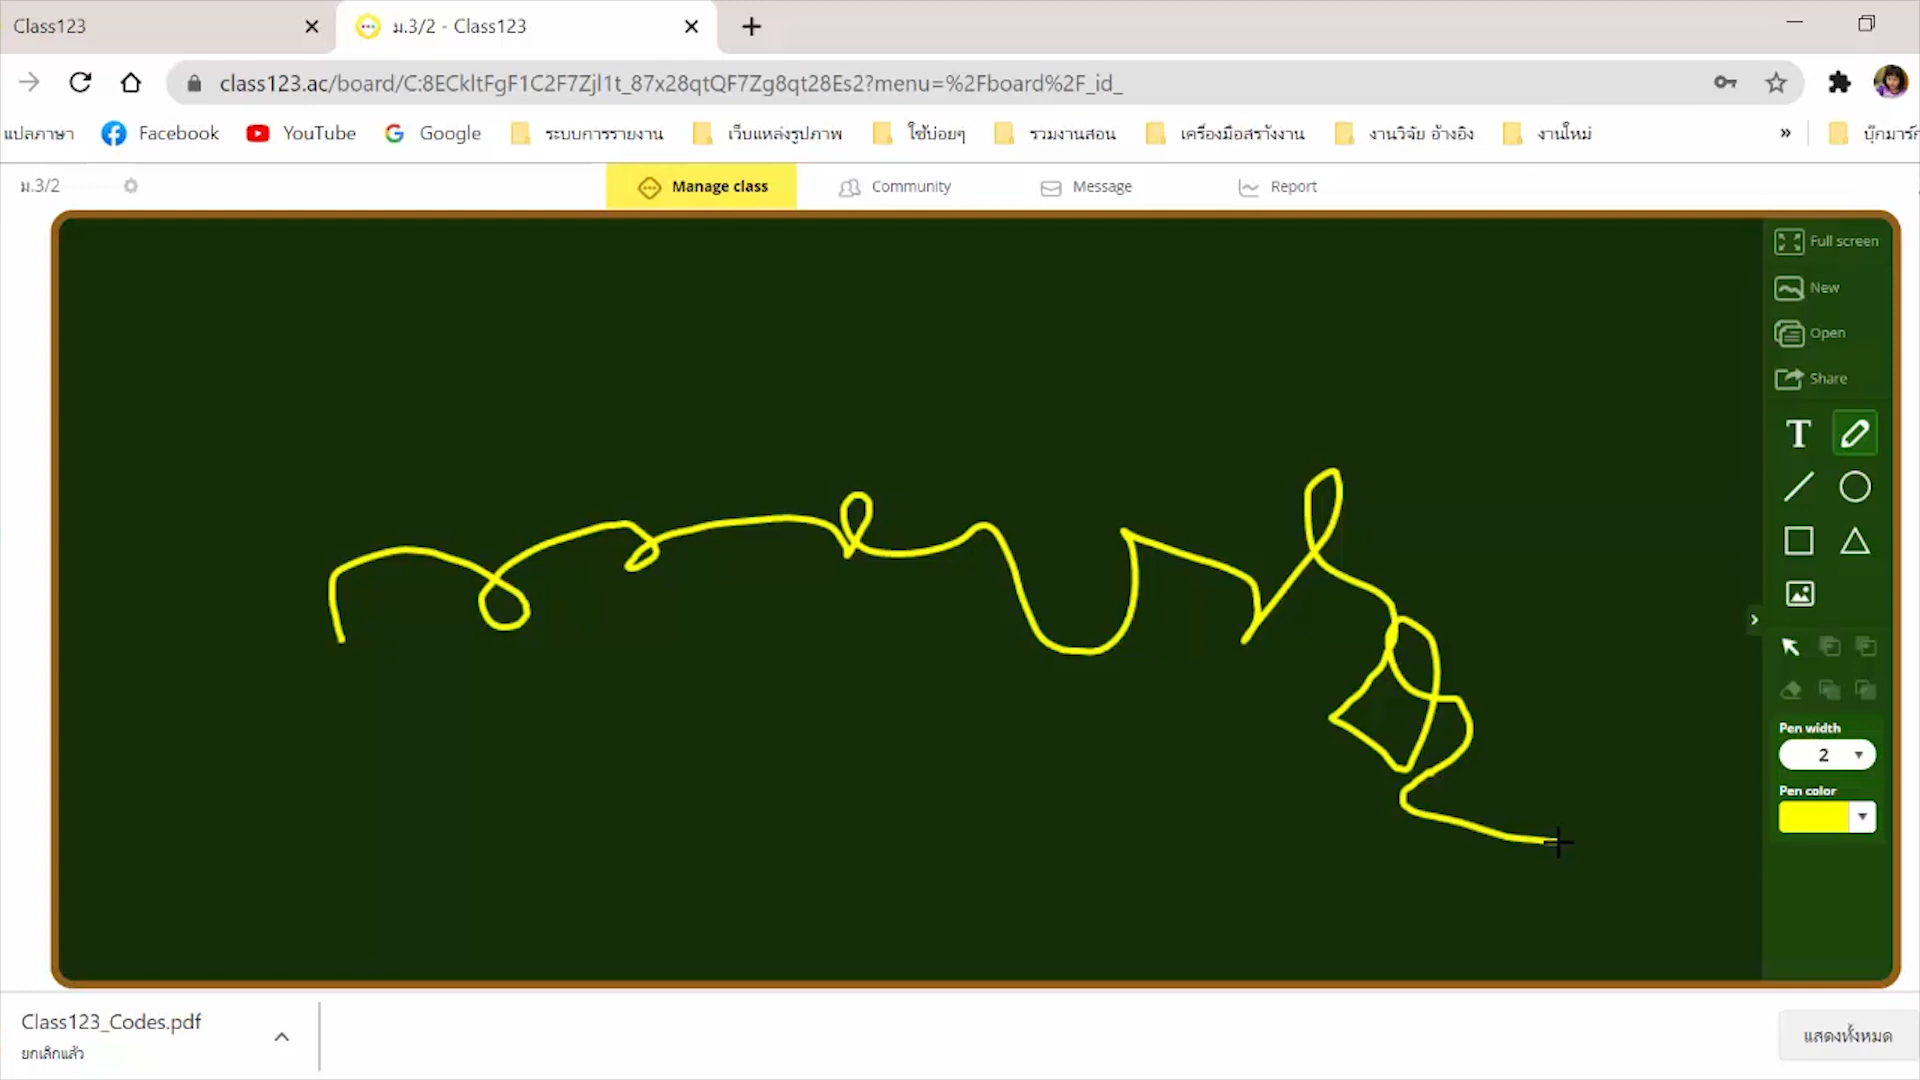 Class123
ม.3/2 - Class123
class123.ac/board/C:8ECkltFgF1C2F7Zjl1t_87x28qtQF7Zg8qt28Es2?menu=%2Fboard%2F_id_
แปลภาษา Facebook YouTube Google ระบบการรายงาน เว็บแหล่งรูปภาพ ใช้บ่อยๆ รวมงานสอน เครื่องมือสร้างงาน งานวิจัย อ้างอิง งานใหม่ »
ม.3/2 Manage class Community Message Report
Full screen
New
Open
Share
T
Pen width
2
Pen color
Class123_Codes.pdf
ยกเลิกแล้ว
แสดงทั้งหมด